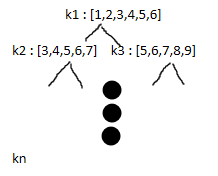 k1 : [1,2,3,4,5,6]
k2 : [3,4,5,6,7] k3 : [5,6,7,8,9]
kn